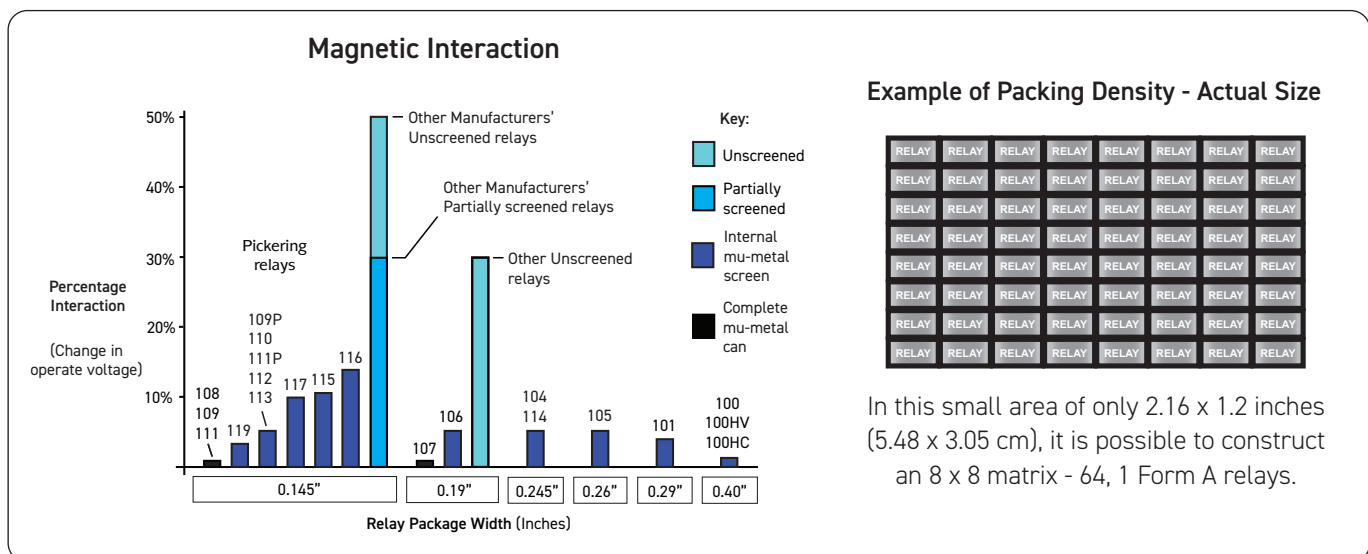 Magnetic Interaction
50%
40%
30%
20%
10%
Percentage
Interaction
(Change in
operate voltage)
Pickering
relays
108
109
111
119
109P
110
111P
112
113
117
115
116
Other Manufacturers'
Unscreened relays
Other Manufacturers'
Partially screened relays
Other Unscreened
relays
107
106
104
114
105
101
100
100HV
100HC
0.145"
0.19"
0.245"
0.26"
0.29"
0.40"
Relay Package Width (Inches)
Key:
Unscreened
Partially
screened
Internal
mu-metal
screen
Complete
mu-metal
can
Example of Packing Density - Actual Size
RELAY RELAY RELAY RELAY RELAY RELAY RELAY RELAY
RELAY RELAY RELAY RELAY RELAY RELAY RELAY RELAY
RELAY RELAY RELAY RELAY RELAY RELAY RELAY RELAY
RELAY RELAY RELAY RELAY RELAY RELAY RELAY RELAY
RELAY RELAY RELAY RELAY RELAY RELAY RELAY RELAY
RELAY RELAY RELAY RELAY RELAY RELAY RELAY RELAY
RELAY RELAY RELAY RELAY RELAY RELAY RELAY RELAY
RELAY RELAY RELAY RELAY RELAY RELAY RELAY RELAY
In this small area of only 2.16 x 1.2 inches
(5.48 x 3.05 cm), it is possible to construct
an 8 x 8 matrix - 64, 1 Form A relays.